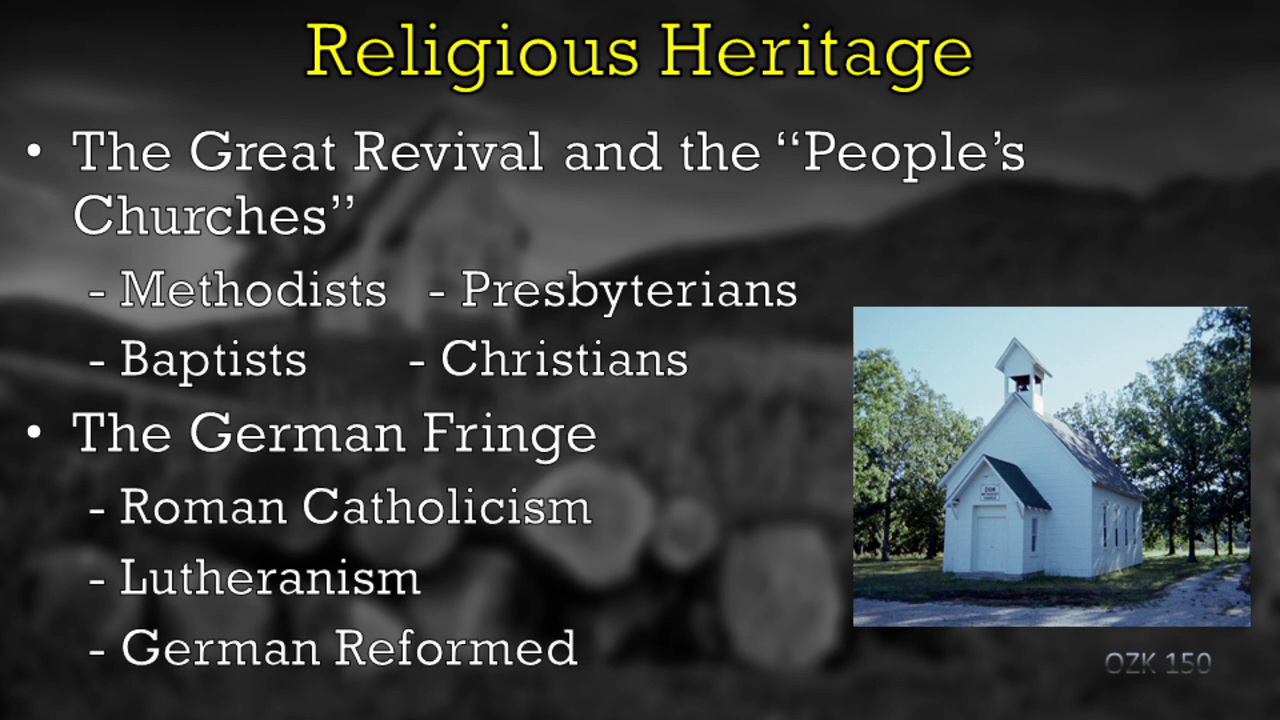 Religious Heritage
• The Great Revival and the “People’s
Churches”
- Methodists - Presbyterians
- Baptists - Christians
• The German Fringe
- Roman Catholicism
- Lutheranism
- German Reformed
ZION
OZK 150